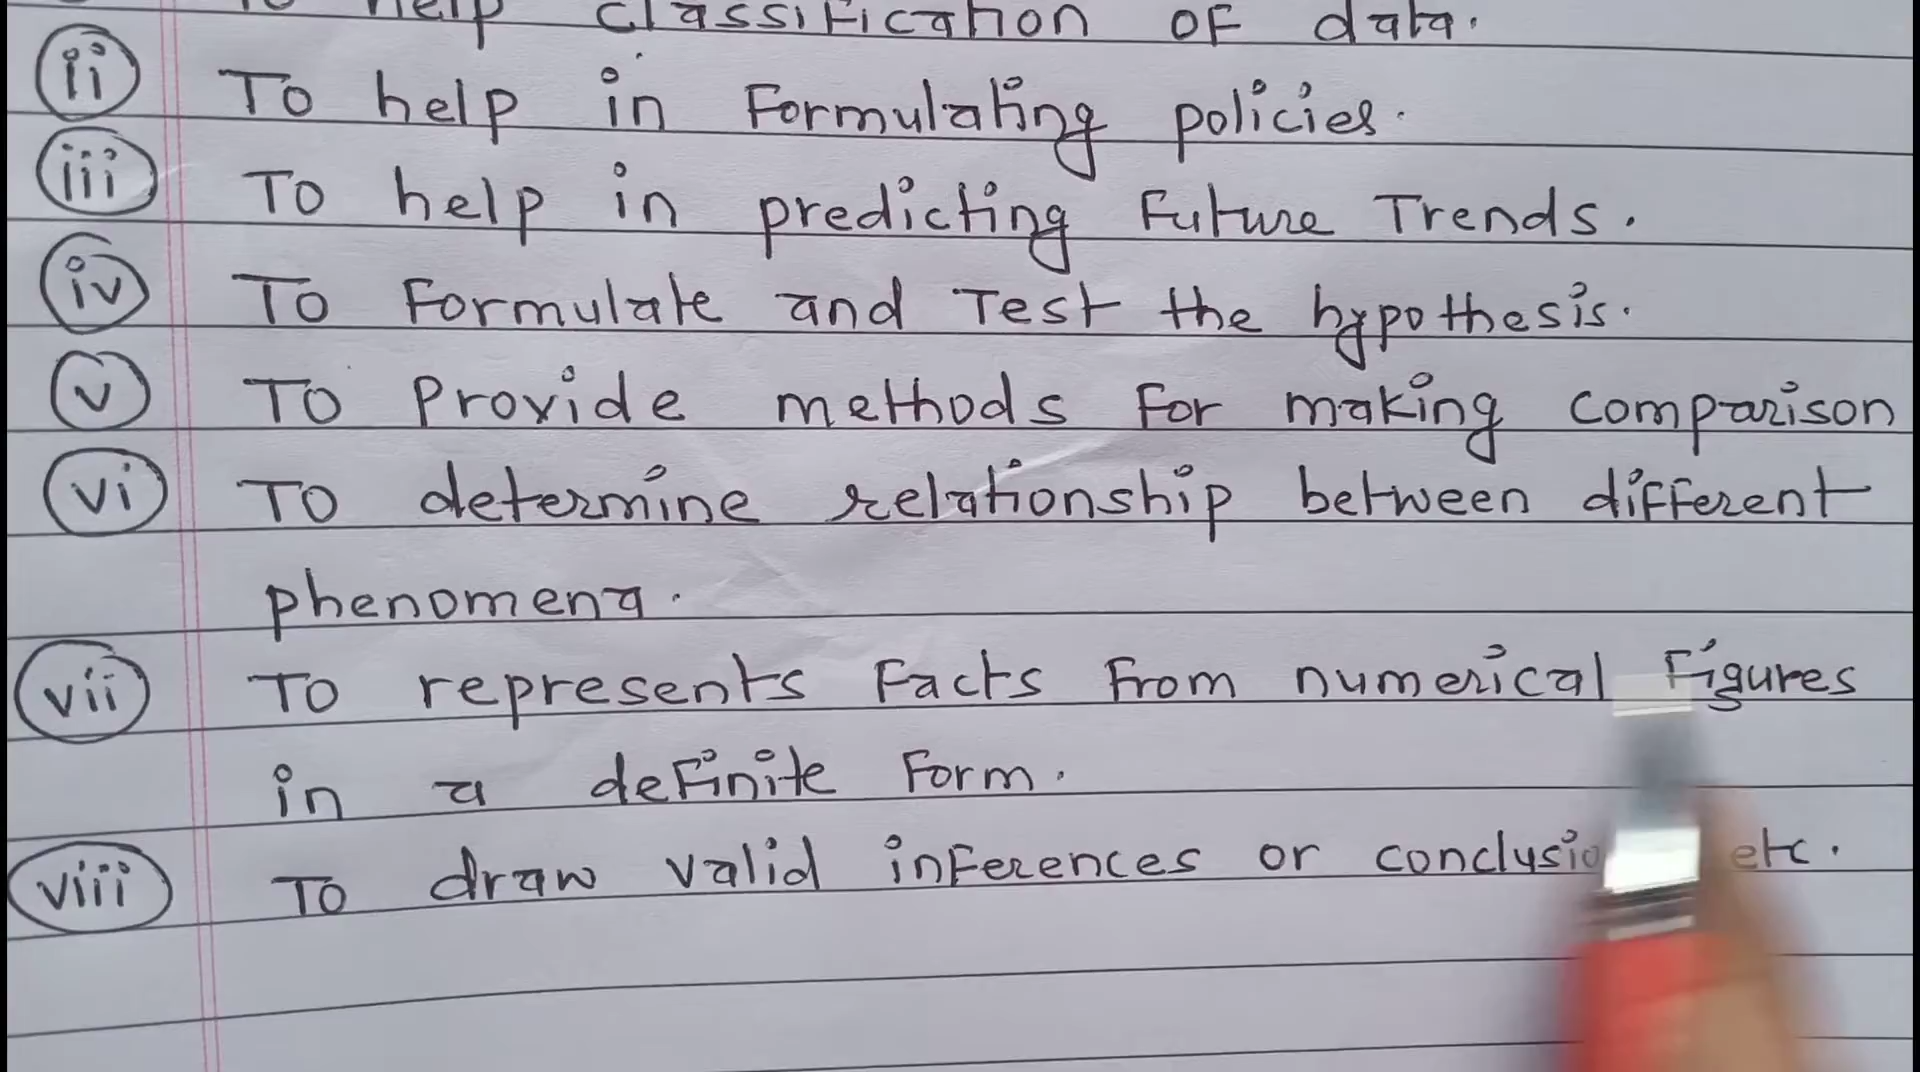 To help classification of data.
ii To help in Formulating policies.
iii To help in predicting Future Trends.
iv To Formulate and Test the hypothesis.
v To Provide methods For making comparison
vi To determine relationship between different
phenomena.
vii To represents Facts From numerical Figures
in a definite Form.
viii To draw valid inferences or etc.